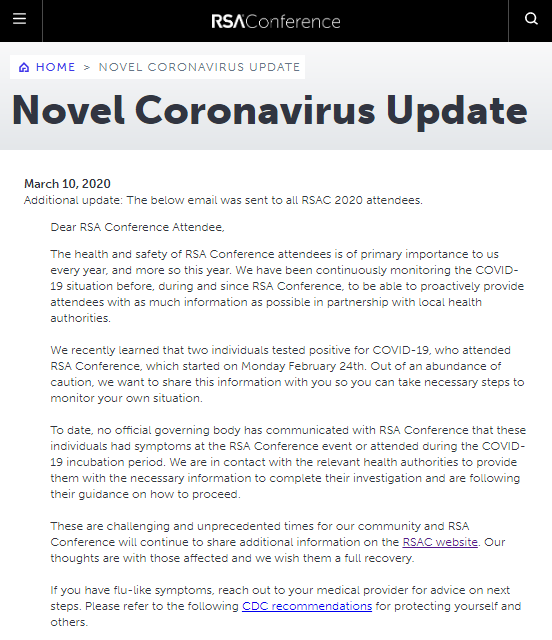 RSAConference
HOME > NOVEL CORONAVIRUS UPDATE
Novel Coronavirus Update
March 10, 2020
Additional update: The below email was sent to all RSAC 2020 attendees.
Dear RSA Conference Attendee,
The health and safety of RSA Conference attendees is of primary importance to us
every year, and more so this year. We have been continuously monitoring the COVID-
19 situation before, during and since RSA Conference, to be able to proactively provide
attendees with as much information as possible in partnership with local health
authorities.
We recently learned that two individuals tested positive for COVID-19, who attended
RSA Conference, which started on Monday February 24th. Out of an abundance of
caution, we want to share this information with you so you can take necessary steps to
monitor your own situation.
To date, no official governing body has communicated with RSA Conference that these
individuals had symptoms at the RSA Conference event or attended during the COVID-
19 incubation period. We are in contact with the relevant health authorities to provide
them with the necessary information to complete their investigation and are following
their guidance on how to proceed.
These are challenging and unprecedented times for our community and RSA
Conference will continue to share additional information on the RSAC website. Our
thoughts are with those affected and we wish them a full recovery.
If you have flu-like symptoms, reach out to your medical provider for advice on next
steps. Please refer to the following CDC recommendations for protecting yourself and
others.